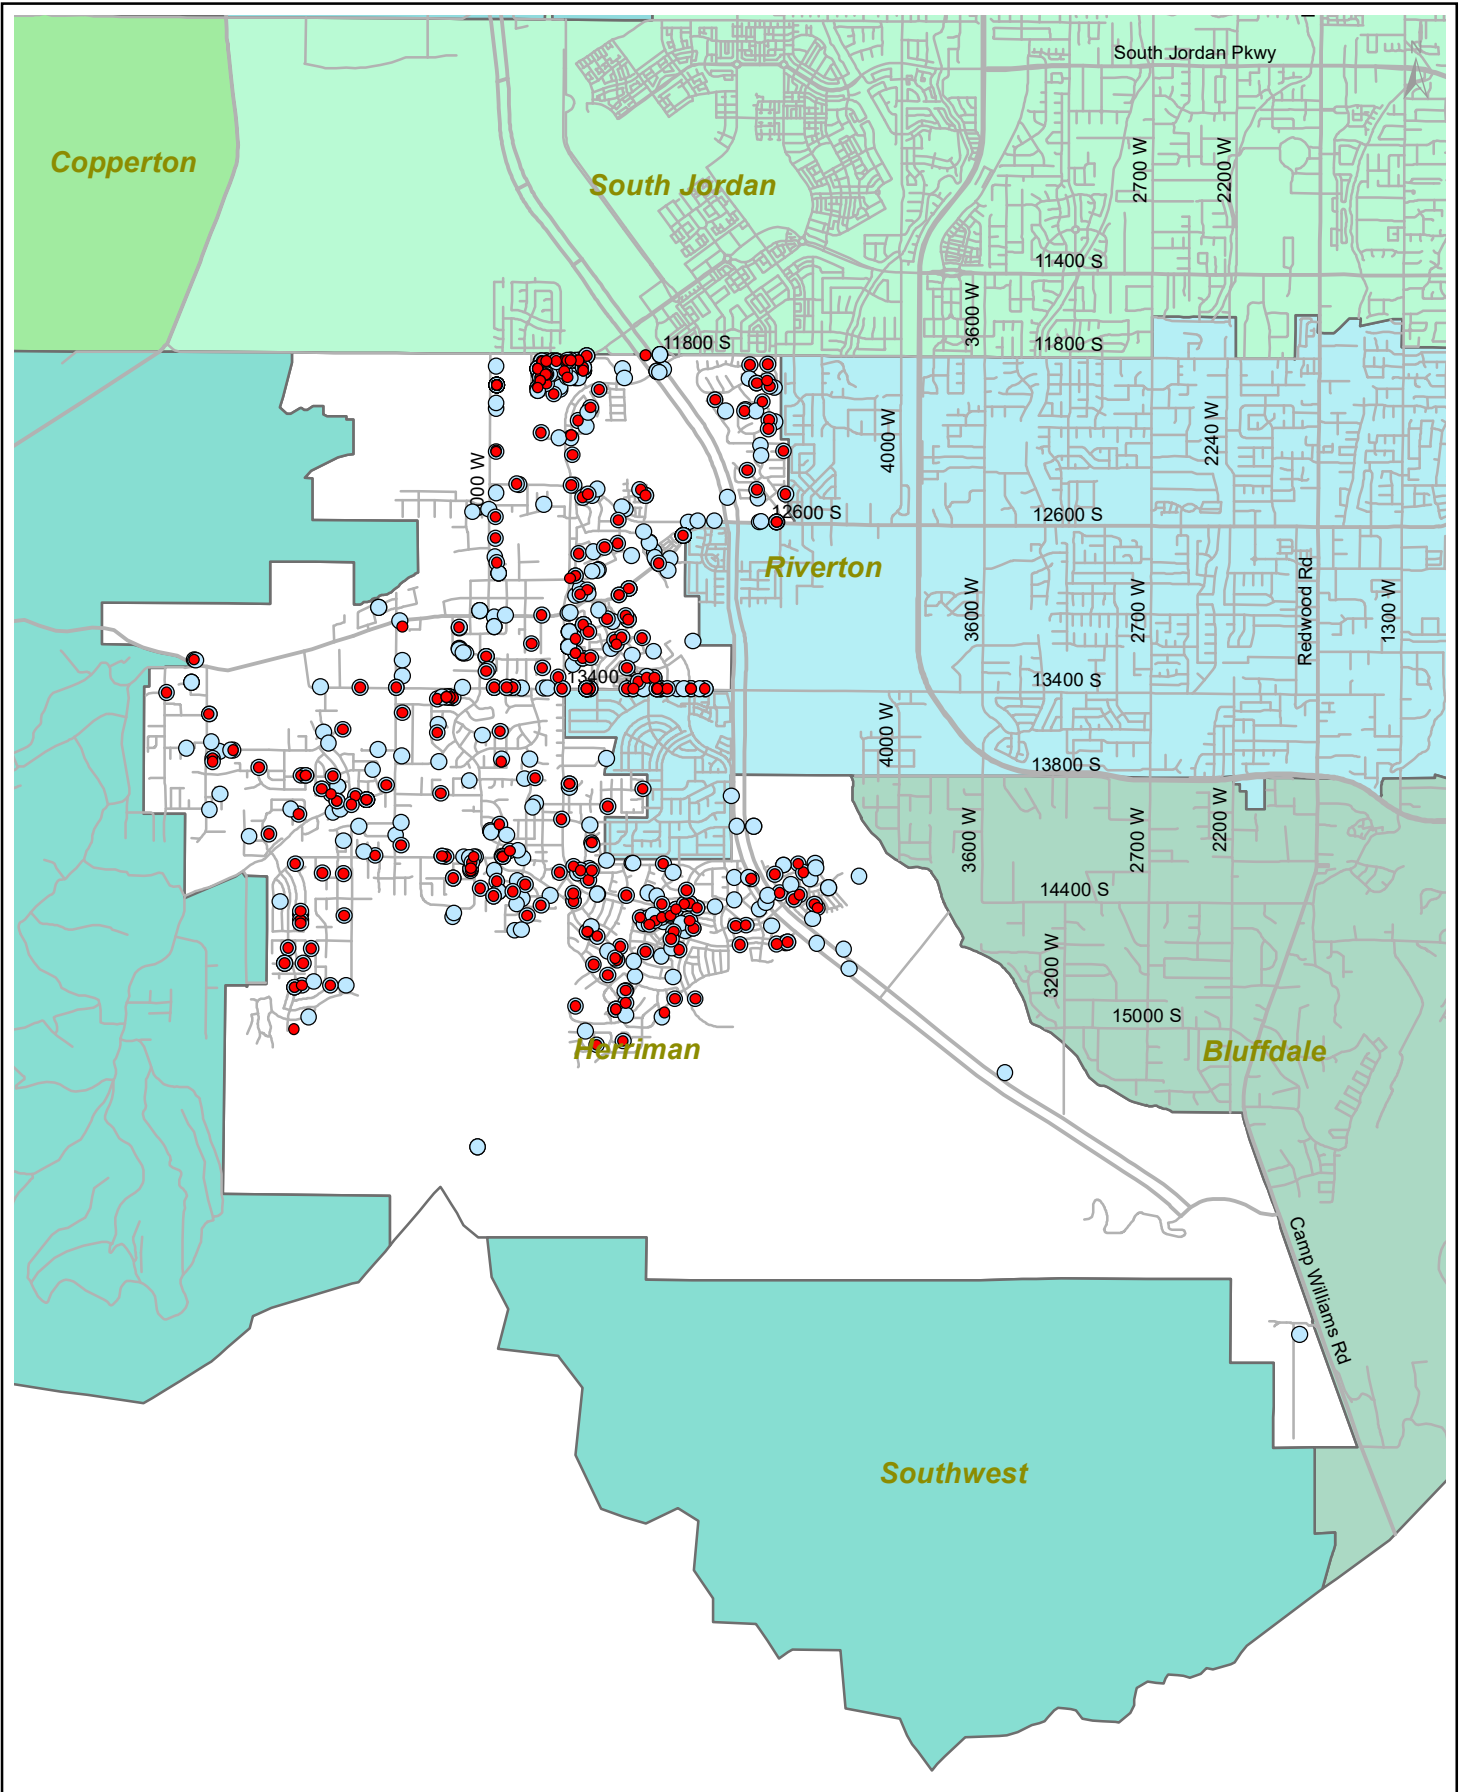 South Jordan Pkwy
Copperton
South Jordan
2700 W
2200 W
11400 S
3600 W
11800 S
11800 S
4000 W
2240 W
000 W
12600 S
12600 S
Riverton
Redwood Rd
3600 W
2700 W
1300 W
13400
13400 S
4000 W
13800 S
3600 W
2700 W
2200 W
14400 S
3200 W
15000 S
Herriman
Bluffdale
Camp Williams Rd
Southwest